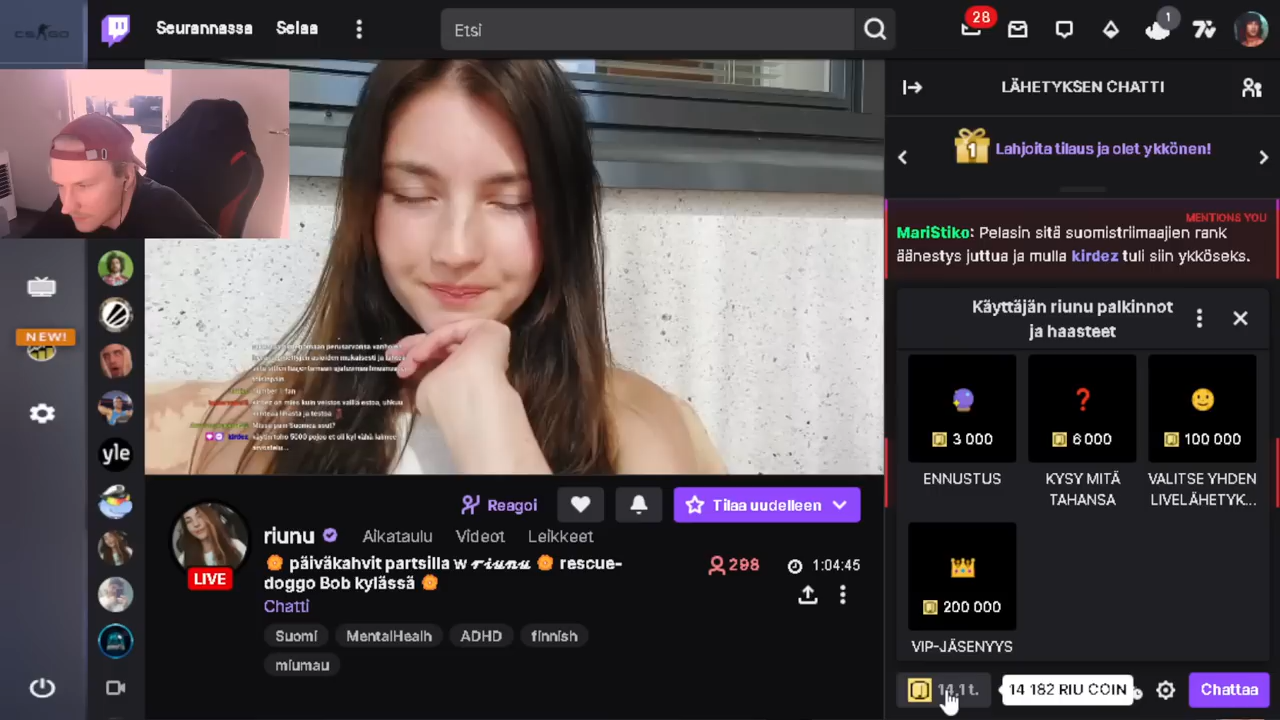 CS:GO
Seurannassa
Selaa
Etsi
28
1
LÄHETYKSEN CHATTI
1
Lahjoita tilaus ja olet ykkönen!
MENTIONS YOU
MariStiko: Pelasin sitä suomistriimaajien rank
äänestys juttua ja mulla kirdez tuli siin ykköseks.
Käyttäjän riunu palkinnot
ja haasteet
3 000
6 000
100 000
ENNUSTUS
KYSY MITÄ
TAHANSA
VALITSE YHDEN
LIVELÄHETYK...
200 000
VIP-JÄSENYYS
14,1 t.
14 182 RIU COIN
Chattaa
NEW!
yle
Reagoi
Tilaa uudelleen
riunu
Aikataulu
Videot
Leikkeet
LIVE
päiväkahvit partsilla w riunu rescue-
doggo Bob kylässä
298
1:04:45
Chatti
Suomi
MentalHealh
ADHD
finnish
miumau